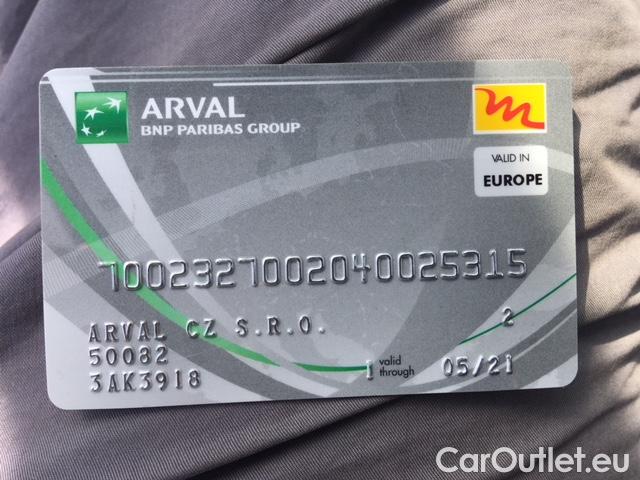 ARVAL
BNP PARIBAS GROUP
m
VALID IN
EUROPE
7002327002040025315
ARVAL CZ S.R.O. 2
50082
3AK3918 1 valid through 05/21
CarOutlet.eu